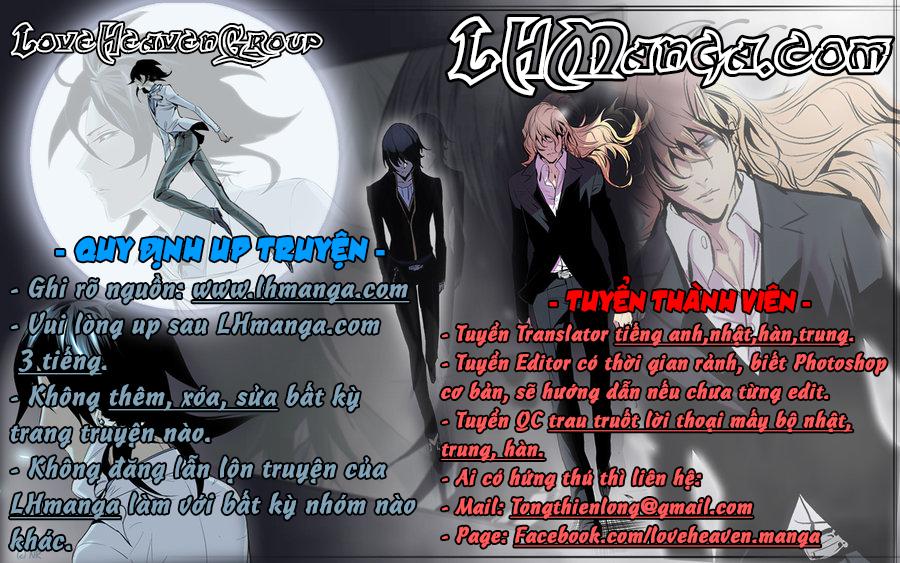 LoveHeavenGroup
LHManga.com
- QUY ĐỊNH UP TRUYỆN -
- Ghi rõ nguồn: www.lhmanga.com
- Vui lòng up sau LHmanga.com
3 tiếng.
- Không thêm, xóa, sửa bất kỳ
trang truyện nào.
- Không đăng lẫn lộn truyện của
LHmanga làm với bất kỳ nhóm nào
khác.
- TUYỂN THÀNH VIÊN -
- Tuyển Translator tiếng anh,nhật,hàn,trung.
- Tuyển Editor có thời gian rảnh, biết Photoshop
cơ bản, sẽ hướng dẫn nếu chưa từng edit.
- Tuyển QC trau truốt lời thoại mấy bộ nhật,
trung, hàn.
- Ai có hứng thú thì liên hệ:
- Mail: Tongthienlong@gmail.com
- Page: Facebook.com/loveheaven.manga